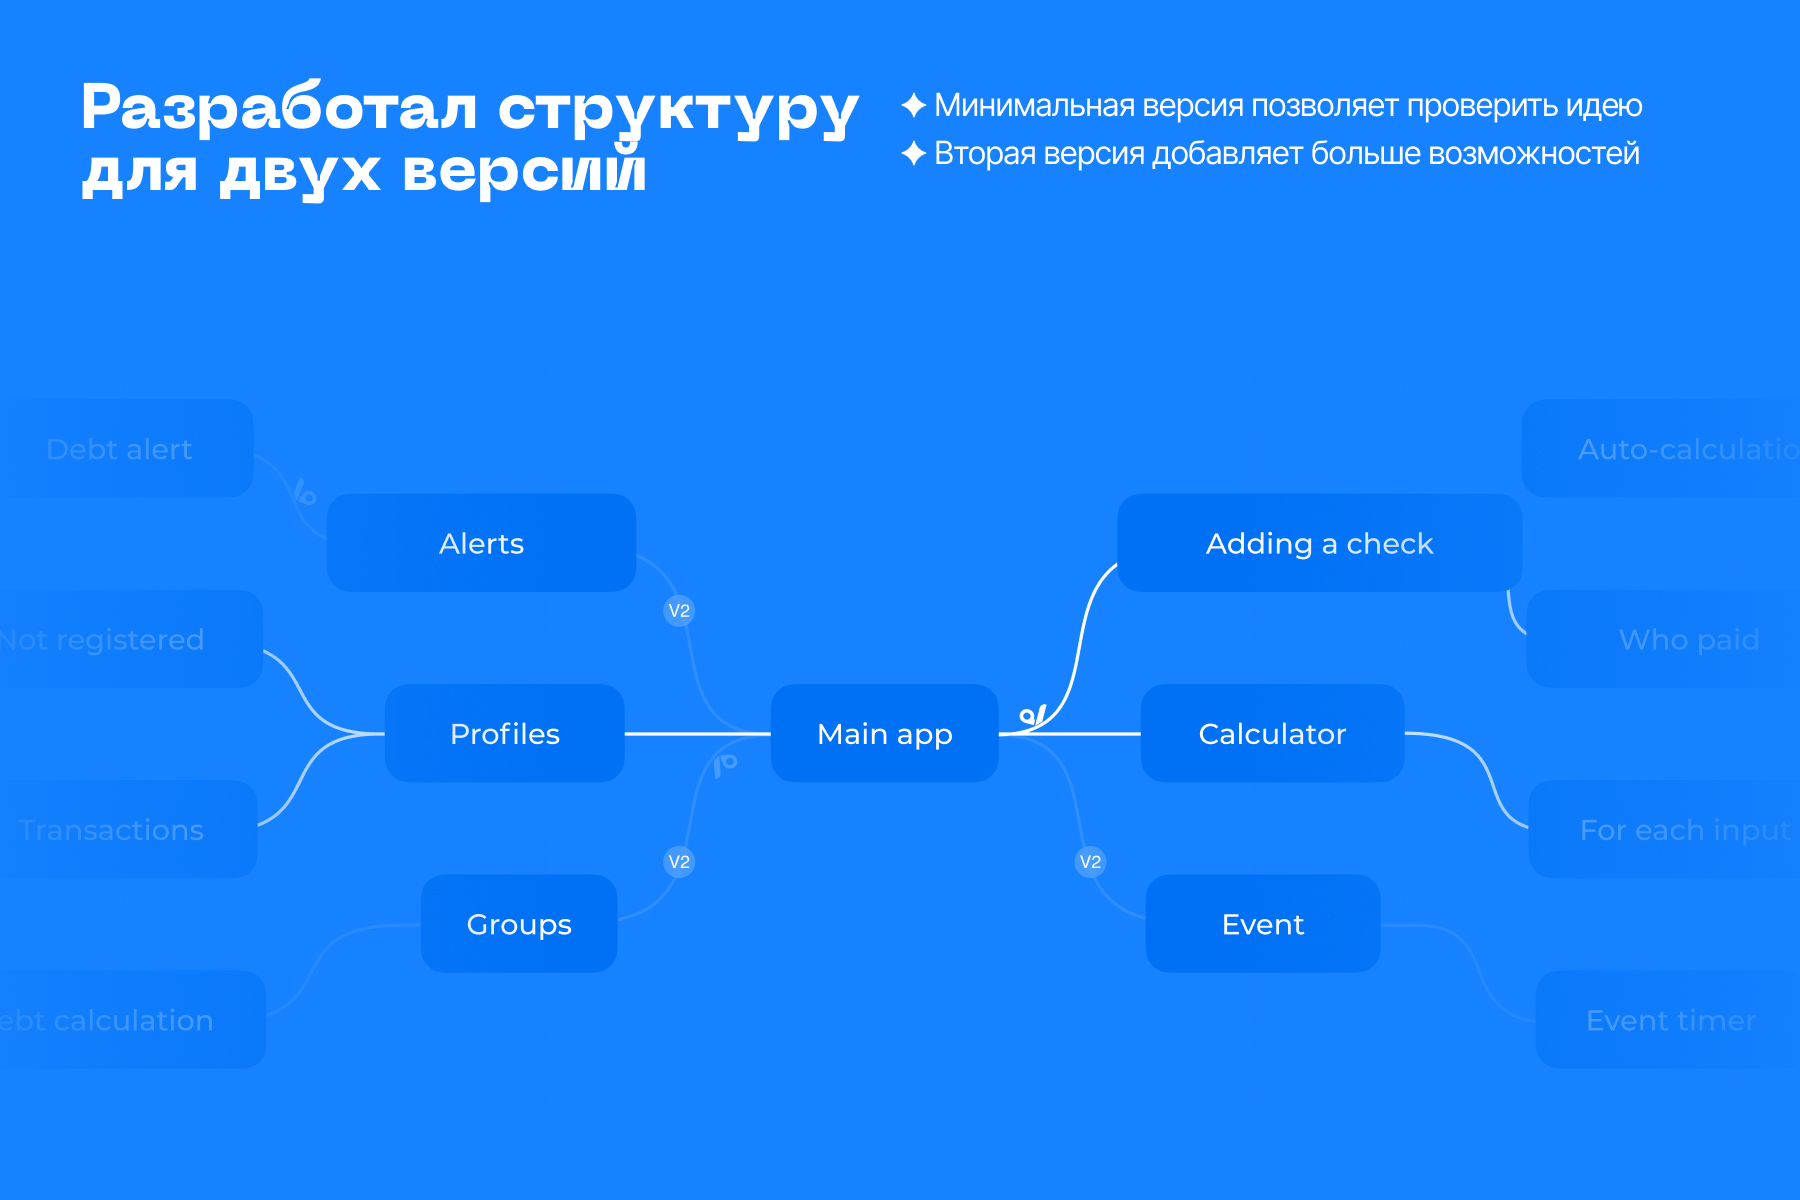 Разработал структуру
для двух версий
✦ Минимальная версия позволяет проверить идею
✦ Вторая версия добавляет больше возможностей
Debt alert
Auto-calculatio
Alerts
Adding a check
V2
Not registered
Who paid
Profiles
Main app
Calculator
Transactions
For each input
V2
V2
Groups
Event
ebt calculation
Event timer